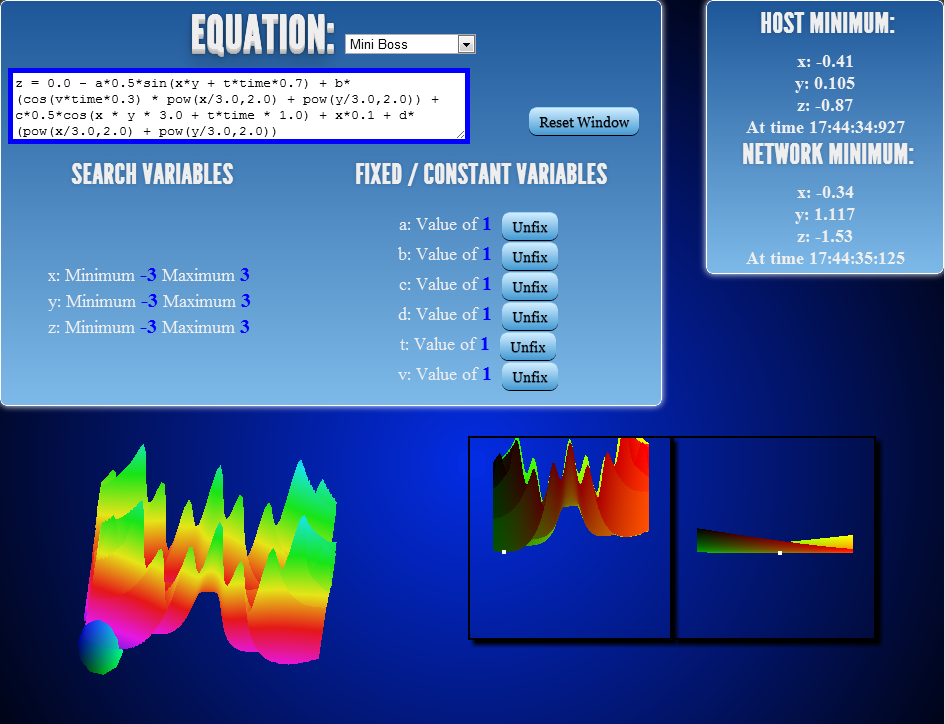 EQUATION: Mini Boss
z = 0.0 - a*0.5*sin(x*y + t*time*0.7) + b*
(cos(v*time*0.3) * pow(x/3.0,2.0) + pow(y/3.0,2.0)) +
c*0.5*cos(x * y * 3.0 + t*time * 1.0) + x*0.1 + d*
(pow(x/3.0,2.0) + pow(y/3.0,2.0))
Reset Window
SEARCH VARIABLES
x: Minimum -3 Maximum 3
y: Minimum -3 Maximum 3
z: Minimum -3 Maximum 3
FIXED / CONSTANT VARIABLES
a: Value of 1 Unfix
b: Value of 1 Unfix
c: Value of 1 Unfix
d: Value of 1 Unfix
t: Value of 1 Unfix
v: Value of 1 Unfix
HOST MINIMUM:
x: -0.41
y: 0.105
z: -0.87
At time 17:44:34:927
NETWORK MINIMUM:
x: -0.34
y: 1.117
z: -1.53
At time 17:44:35:125